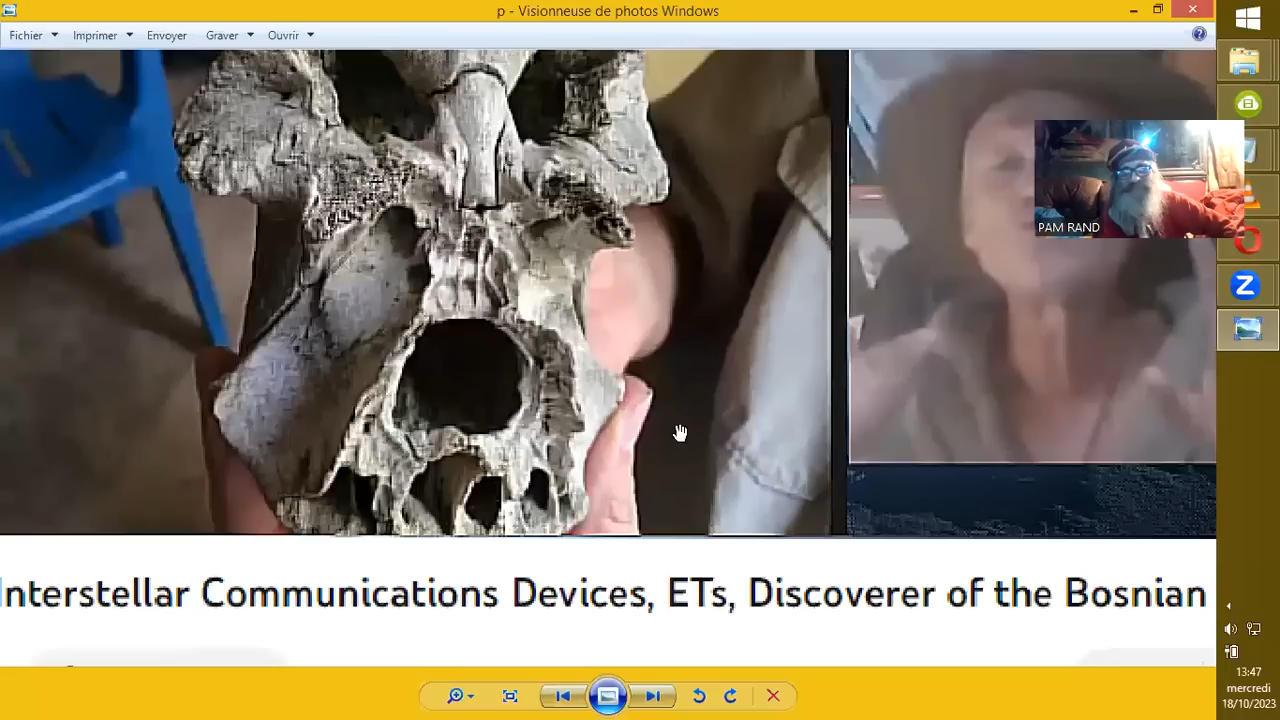 p - Visionneuse de photos Windows
Fichier Imprimer Envoyer Graver Ouvrir
PAM RAND
Interstellar Communications Devices, ETs, Discoverer of the Bosnian
13:47
mercredi
18/10/2023